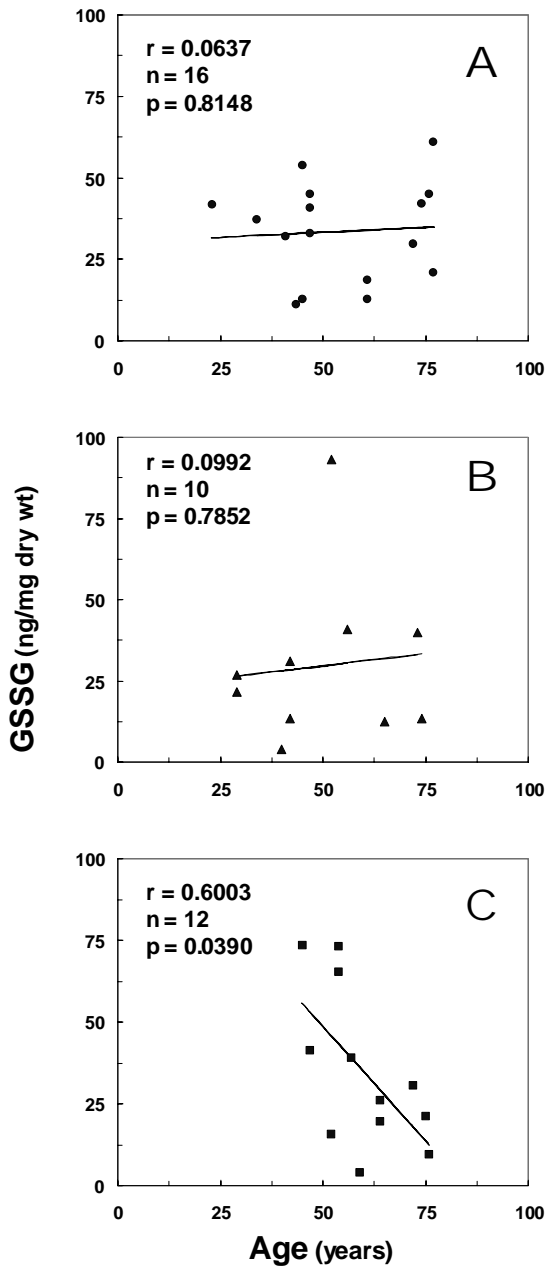 100
75
50
25
0
r = 0.0637
n = 16
p = 0.8148
A
0 25 50 75 100
100
75
50
25
0
r = 0.0992
n = 10
p = 0.7852
B
0 25 50 75 100
GSSG (ng/mg dry wt)
100
75
50
25
0
r = 0.6003
n = 12
p = 0.0390
C
0 25 50 75 100
Age (years)